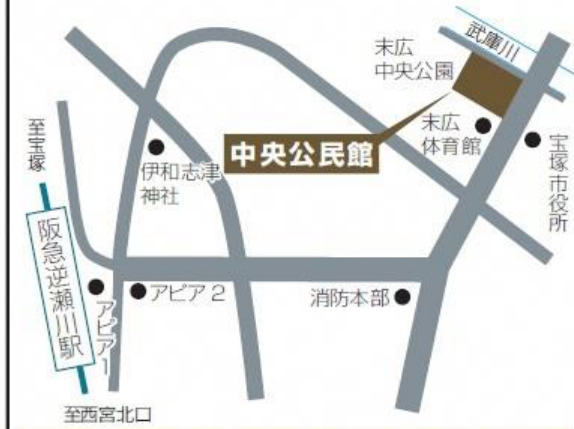 武庫川
末広
中央公園
末広
体育館
宝塚市役所
中央公民館
至宝塚
伊和志津
神社
阪急逆瀬川駅
アピア1
アピア2
消防本部
至西宮北口